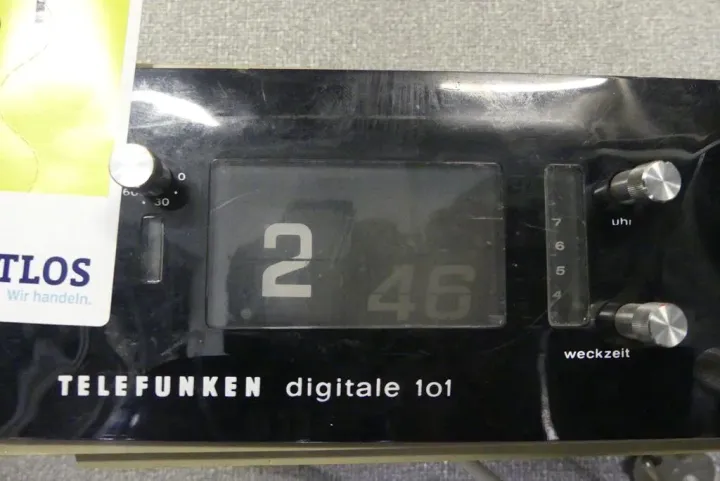 TLOS
Wir handeln.
0
60
30
2
46
uhr
7
6
5
4
weckzeit
TELEFUNKEN digitale 101